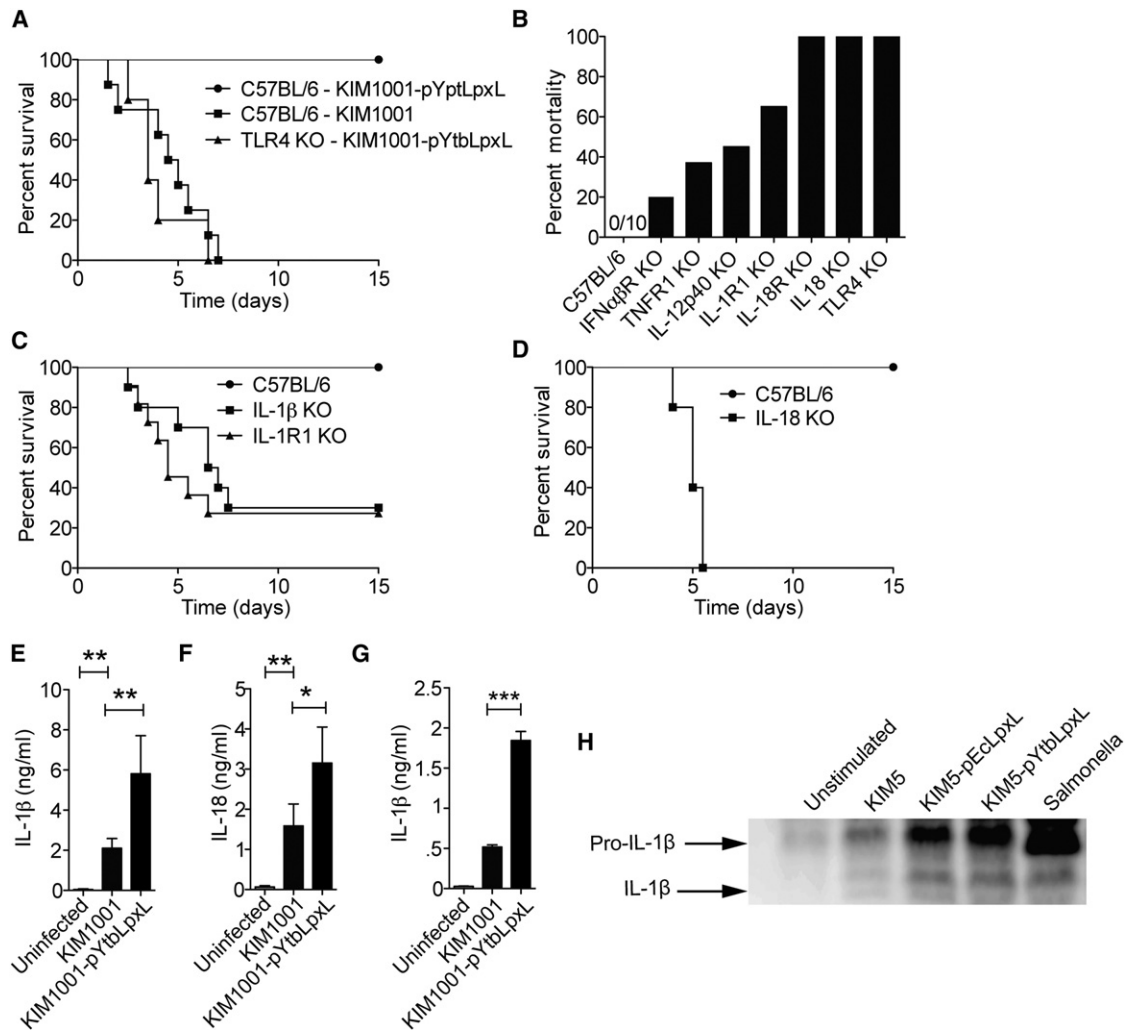 A
Percent survival
100
80
60
40
20
0
0
5
10
15
Time (days)
C57BL/6 - KIM1001-pYptLpxL
C57BL/6 - KIM1001
TLR4 KO - KIM1001-pYtbLpxL
B
Percent mortality
100
80
60
40
20
0
0/10
C57BL/6
IFNαβR KO
TNFR1 KO
IL-12p40 KO
IL-1R1 KO
IL-18R KO
IL18 KO
TLR4 KO
C
Percent survival
100
80
60
40
20
0
0
5
10
15
Time (days)
C57BL/6
IL-1β KO
IL-1R1 KO
D
Percent survival
100
80
60
40
20
0
0
5
10
15
Time (days)
C57BL/6
IL-18 KO
E
IL-1β (ng/ml)
10
8
6
4
2
0
**
**
Uninfected
KIM1001
KIM1001-pYtbLpxL
F
IL-18 (ng/ml)
5
4
3
2
1
0
**
*
Uninfected
KIM1001
KIM1001-pYtbLpxL
G
IL-1β (ng/ml)
2.5
2
1.5
1
.5
0
***
Uninfected
KIM1001
KIM1001-pYtbLpxL
H
Unstimulated
KIM5
KIM5-pEcLpxL
KIM5-pYtbLpxL
Salmonella
Pro-IL-1β
IL-1β